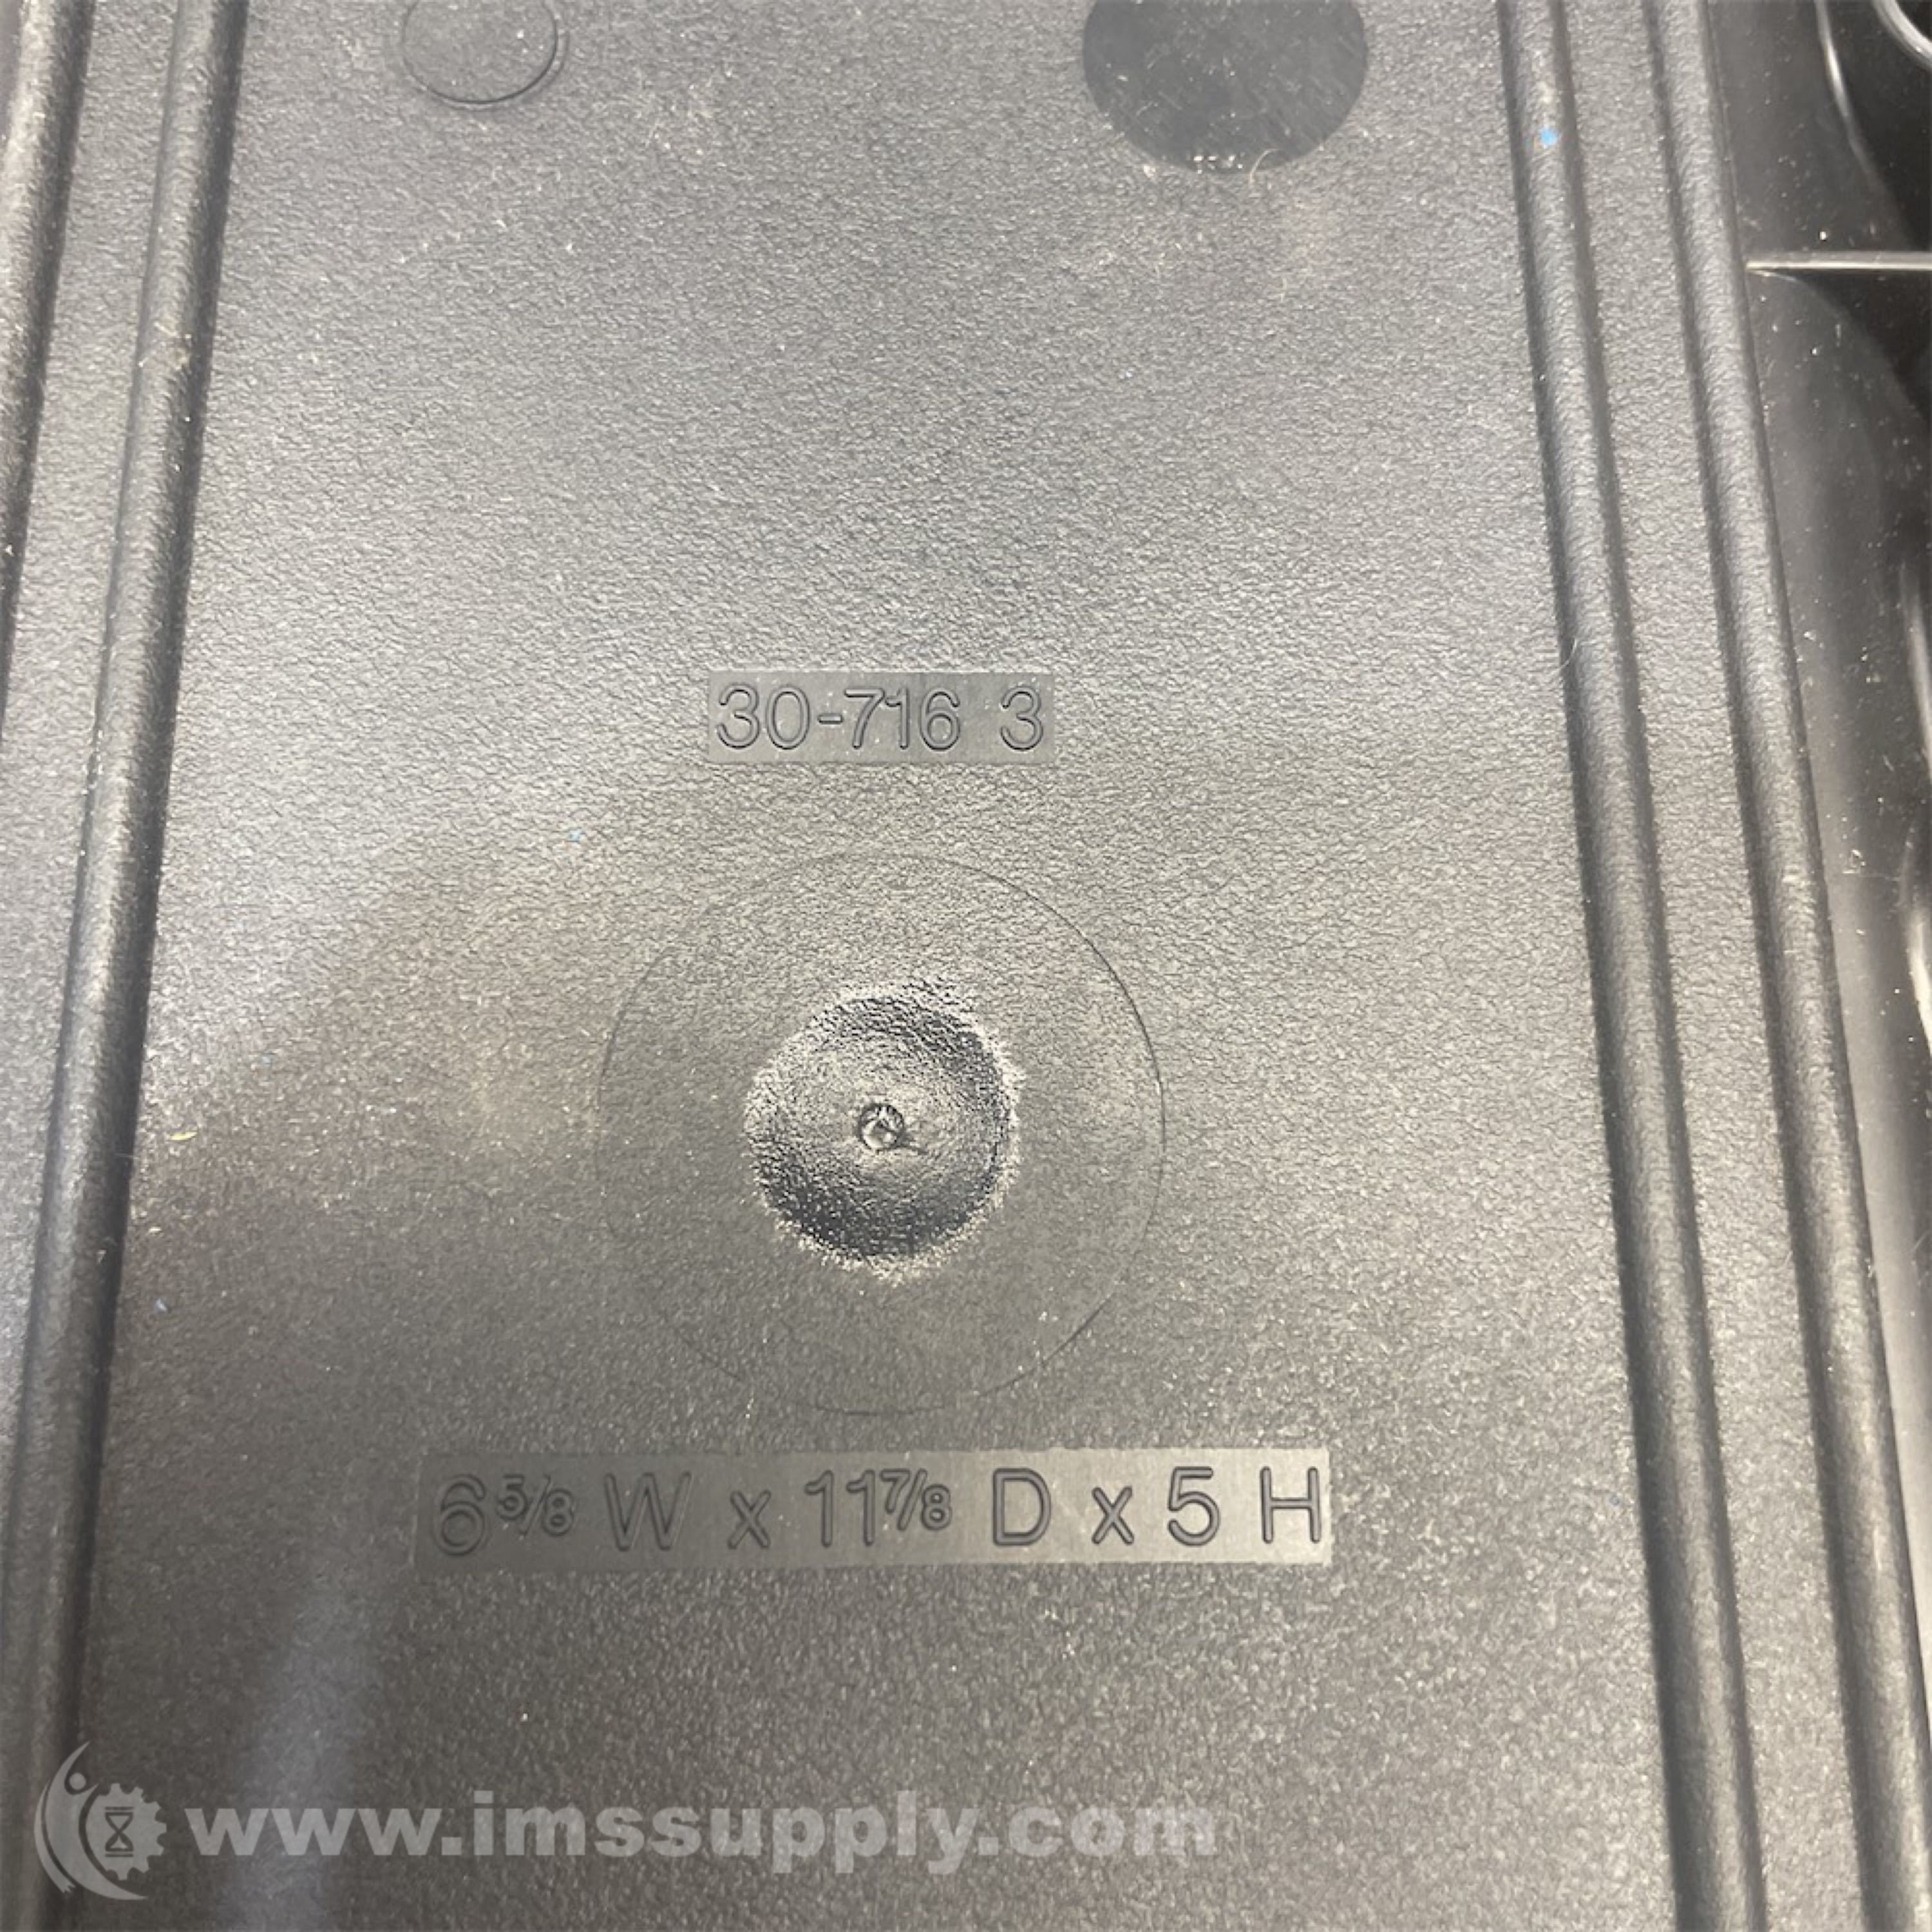 30-716 3
6 5/8 W x 11 7/8 D x 5 H
www.imssupply.com